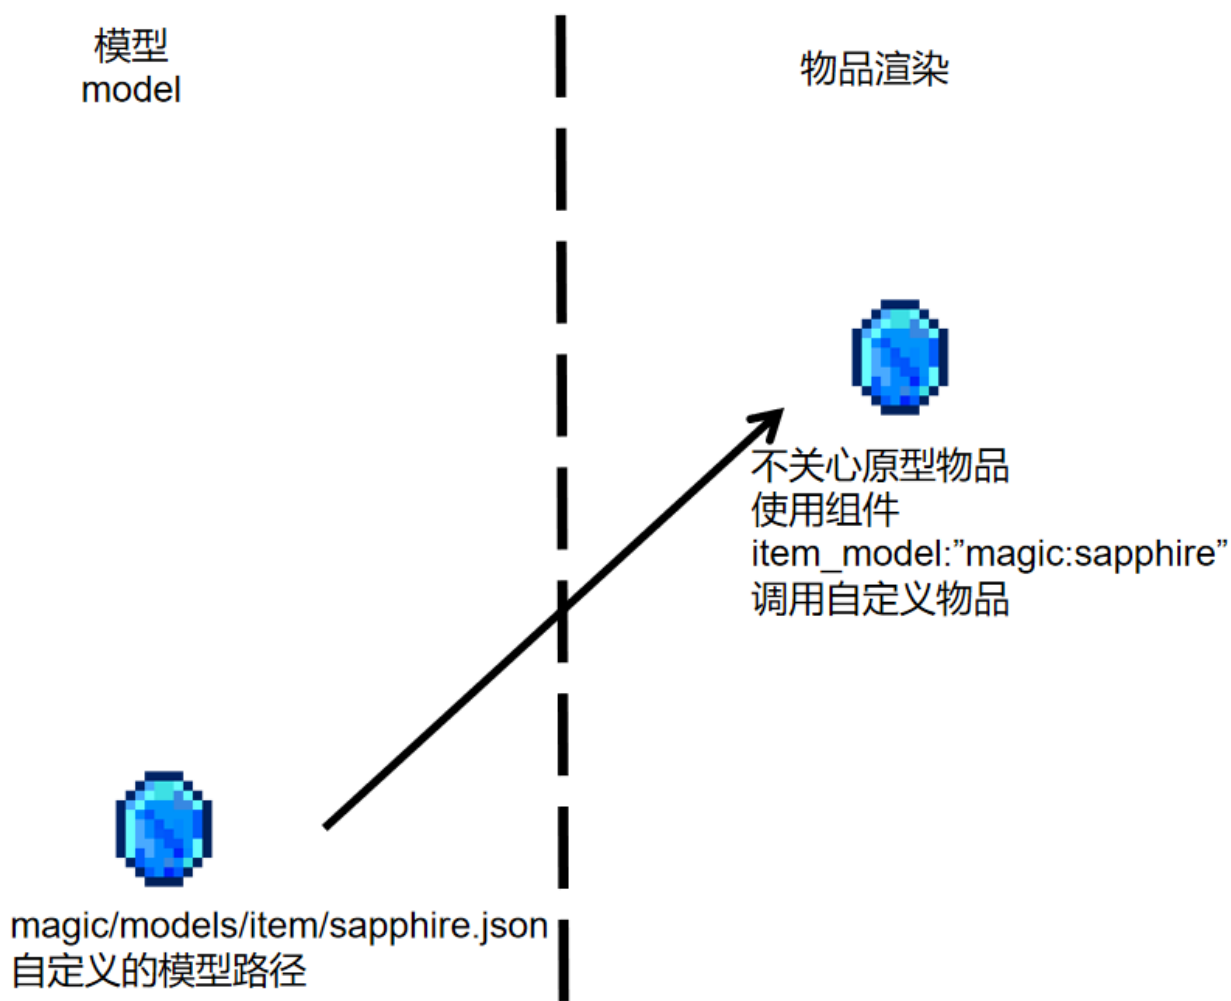 模型
model
物品渲染
不关心原型物品
使用组件
item_model:”magic:sapphire”
调用自定义物品
magic/models/item/sapphire.json
自定义的模型路径